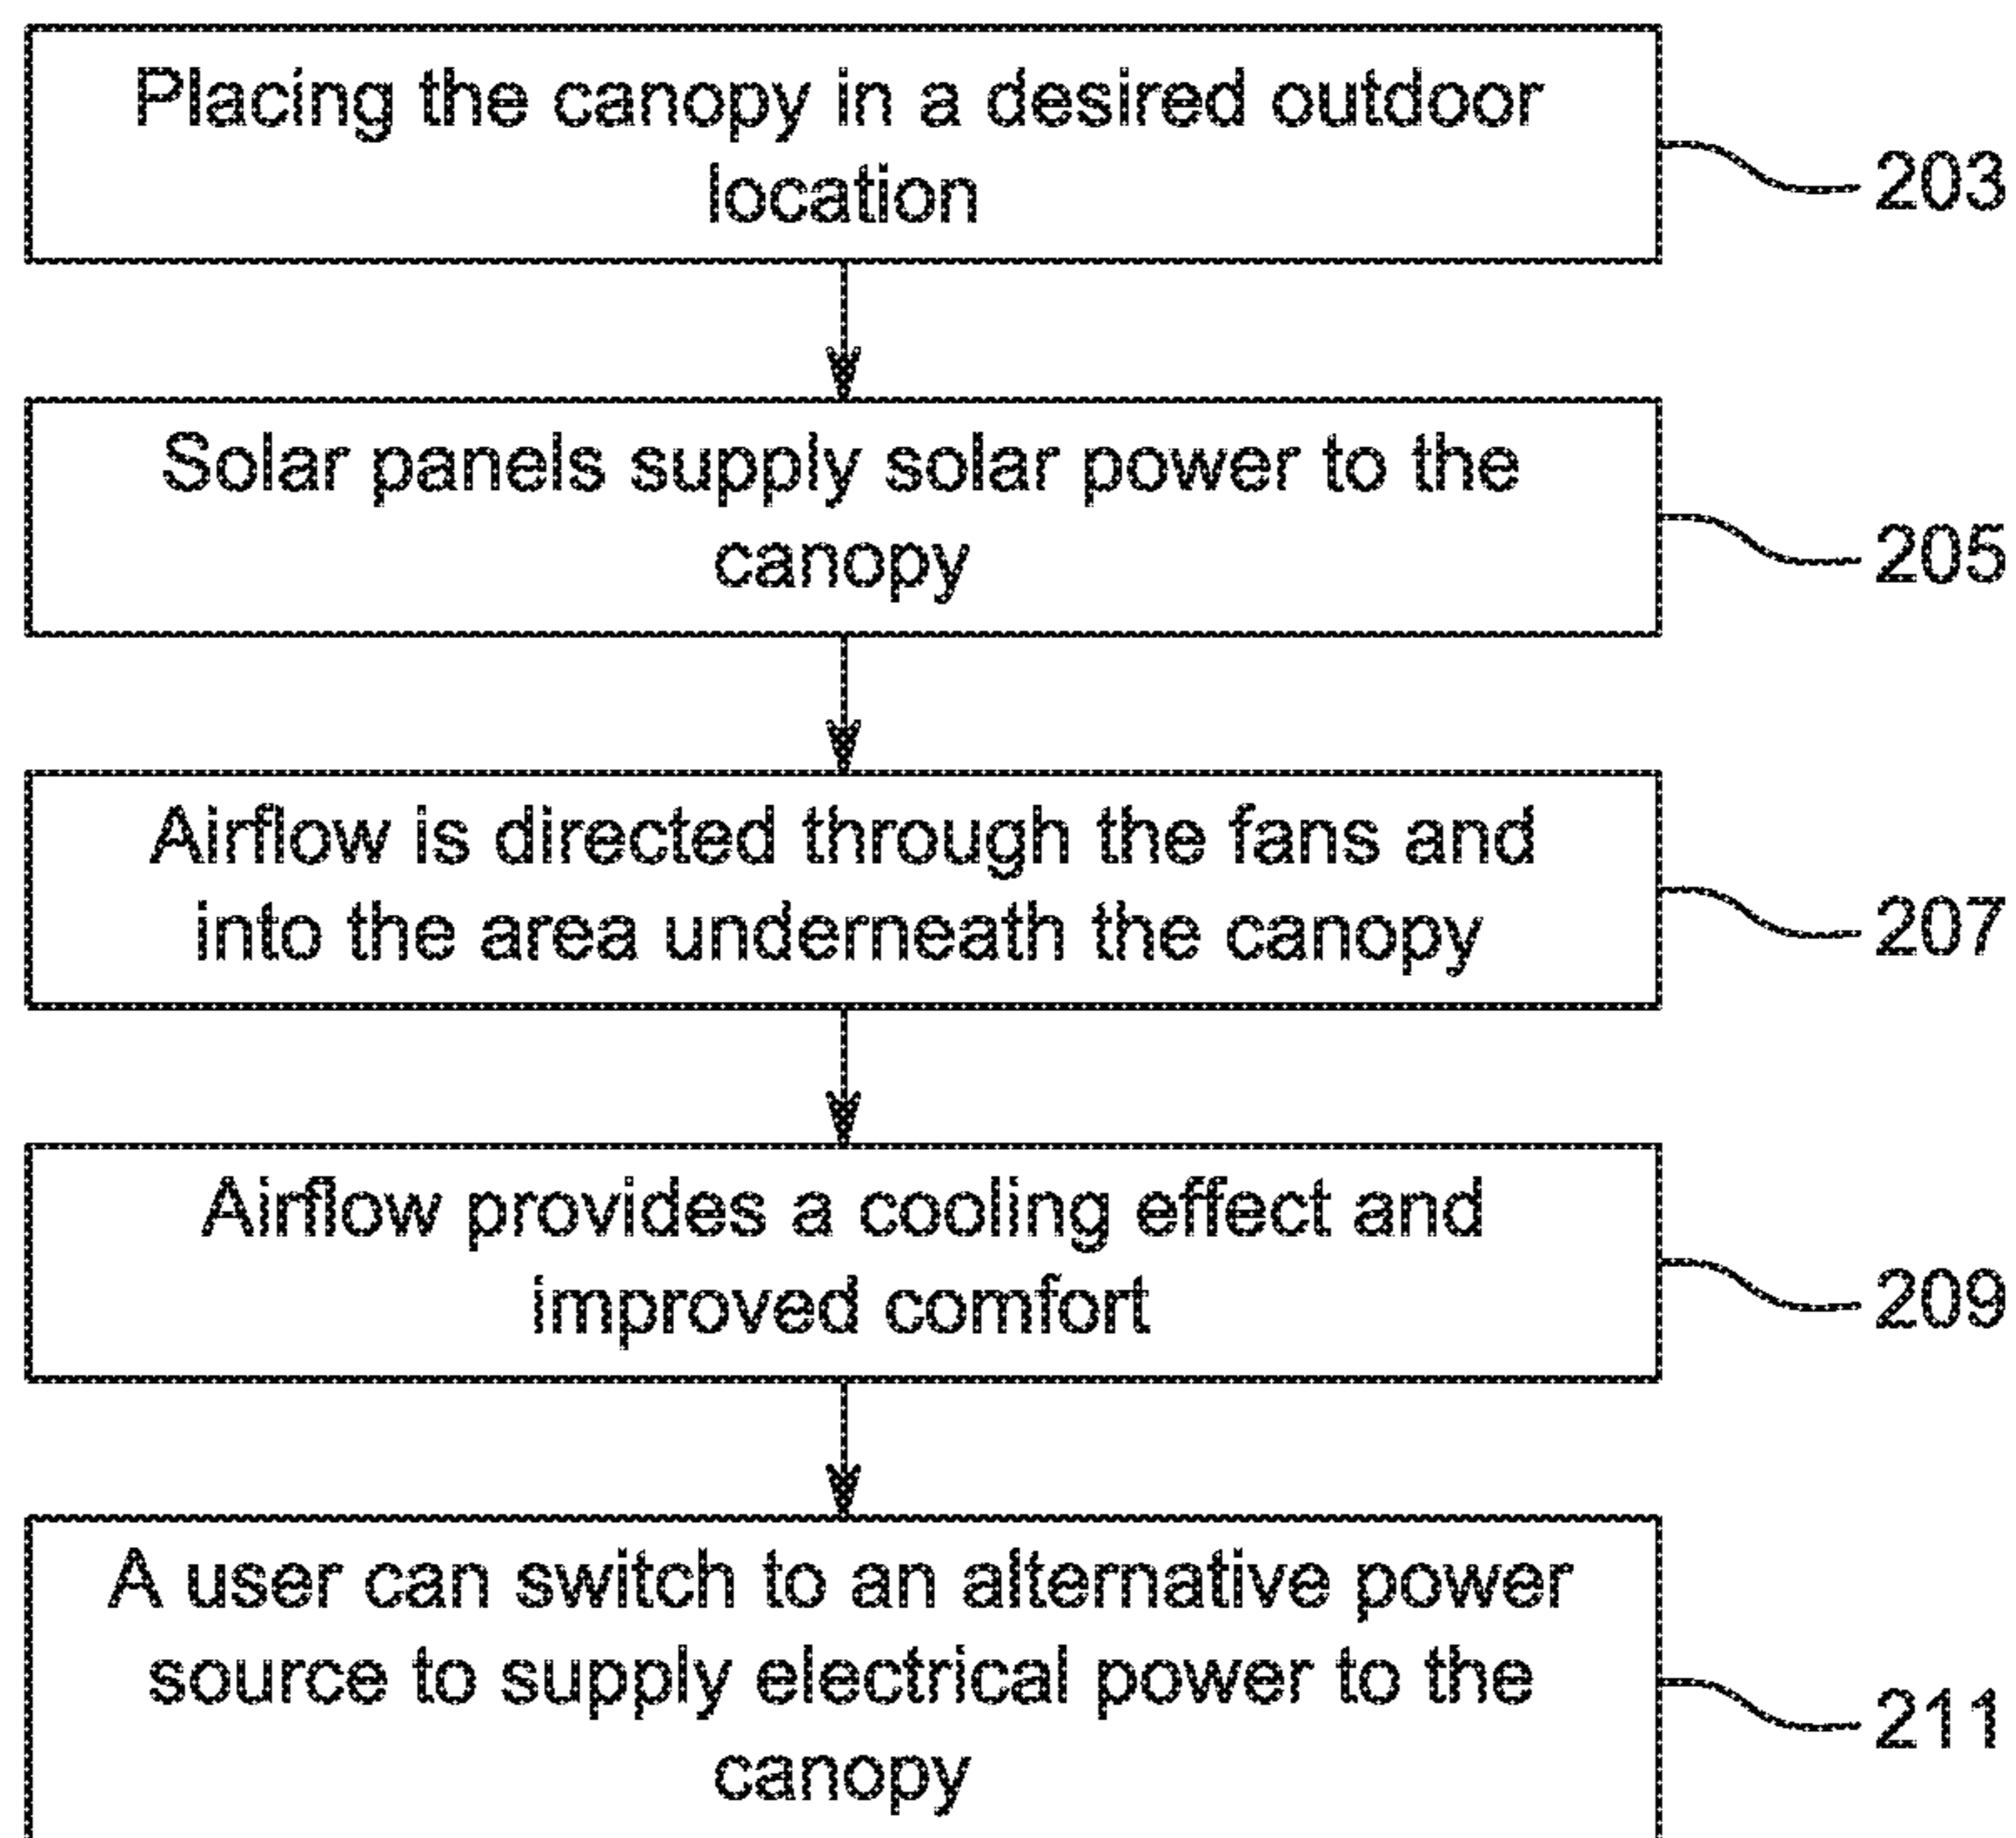 Placing the canopy in a desired outdoor
location
203
Solar panels supply solar power to the
canopy
205
Airflow is directed through the fans and
into the area underneath the canopy
207
Airflow provides a cooling effect and
improved comfort
209
A user can switch to an alternative power
source to supply electrical power to the
canopy
211